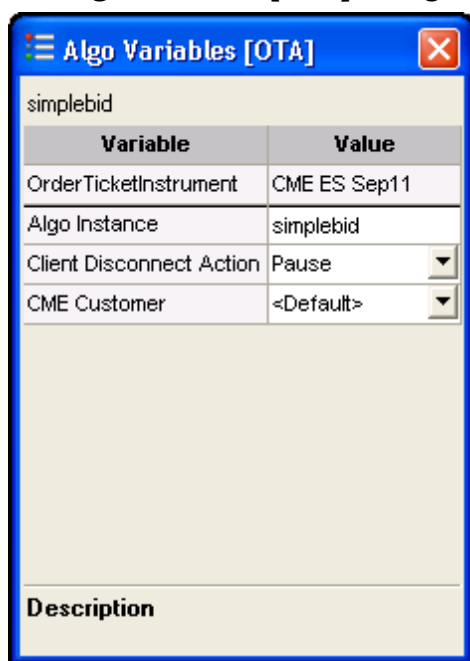 Algo Variables [OTA]
simplebid
Variable Value
OrderTicketInstrument CME ES Sep11
Algo Instance simplebid
Client Disconnect Action Pause
CME Customer <Default>
Description